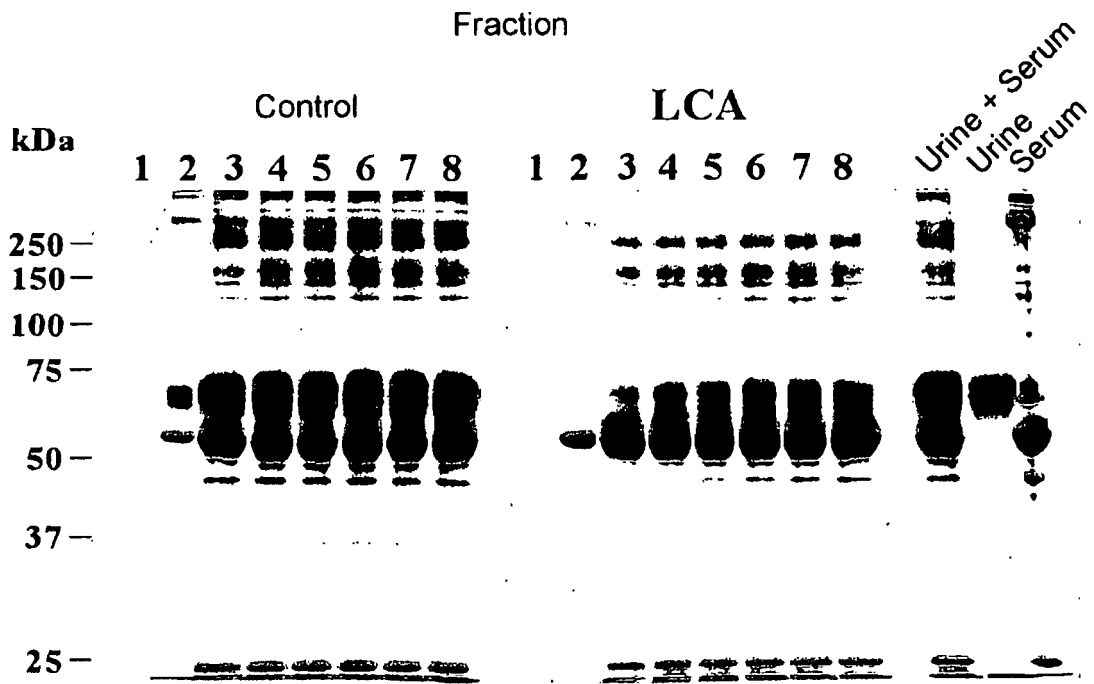 Fraction
Control
LCA
Urine + Serum
Urine
Serum
kDa
1 2 3 4 5 6 7 8
1 2 3 4 5 6 7 8
250
150
100
75
50
37
25